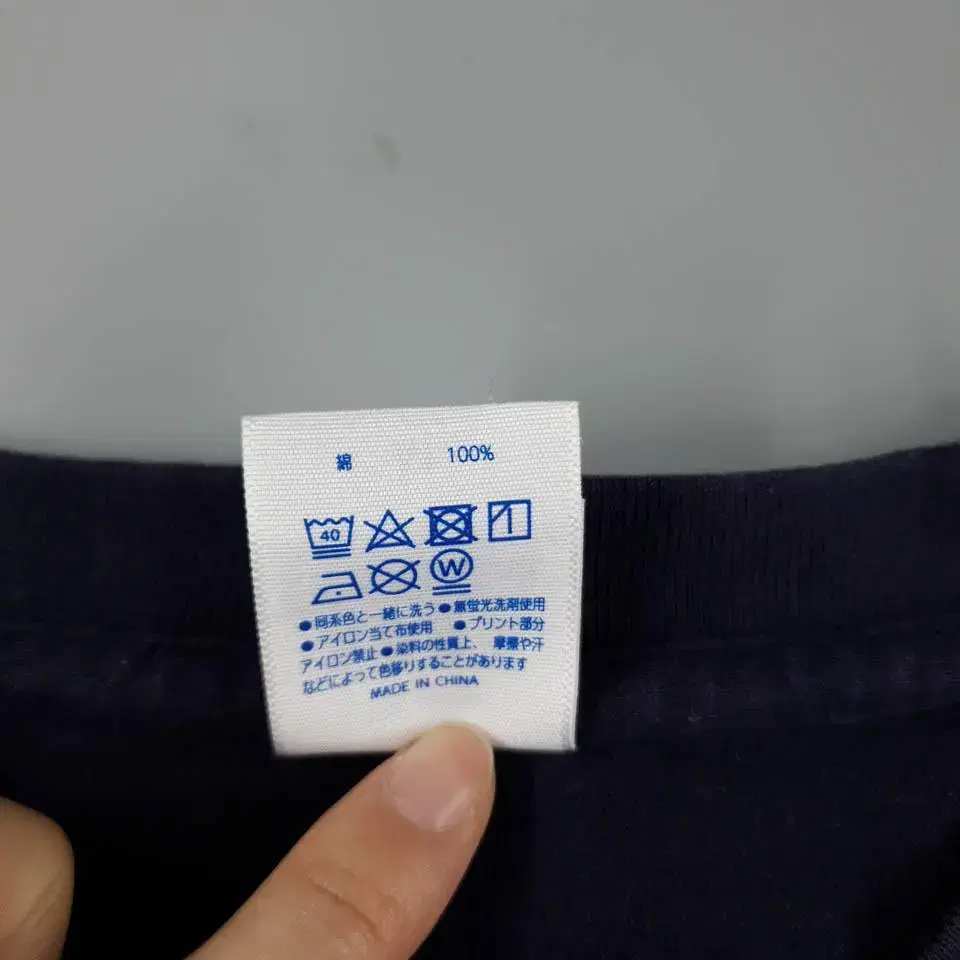 綿 100%
40
W
●同系色と一緒に洗う ●無蛍光洗剤使用
●アイロン当て布使用 ●プリント部分
アイロン禁止 ●染料の性質上、 摩擦や汗
などによって色移りすることがあります
MADE IN CHINA